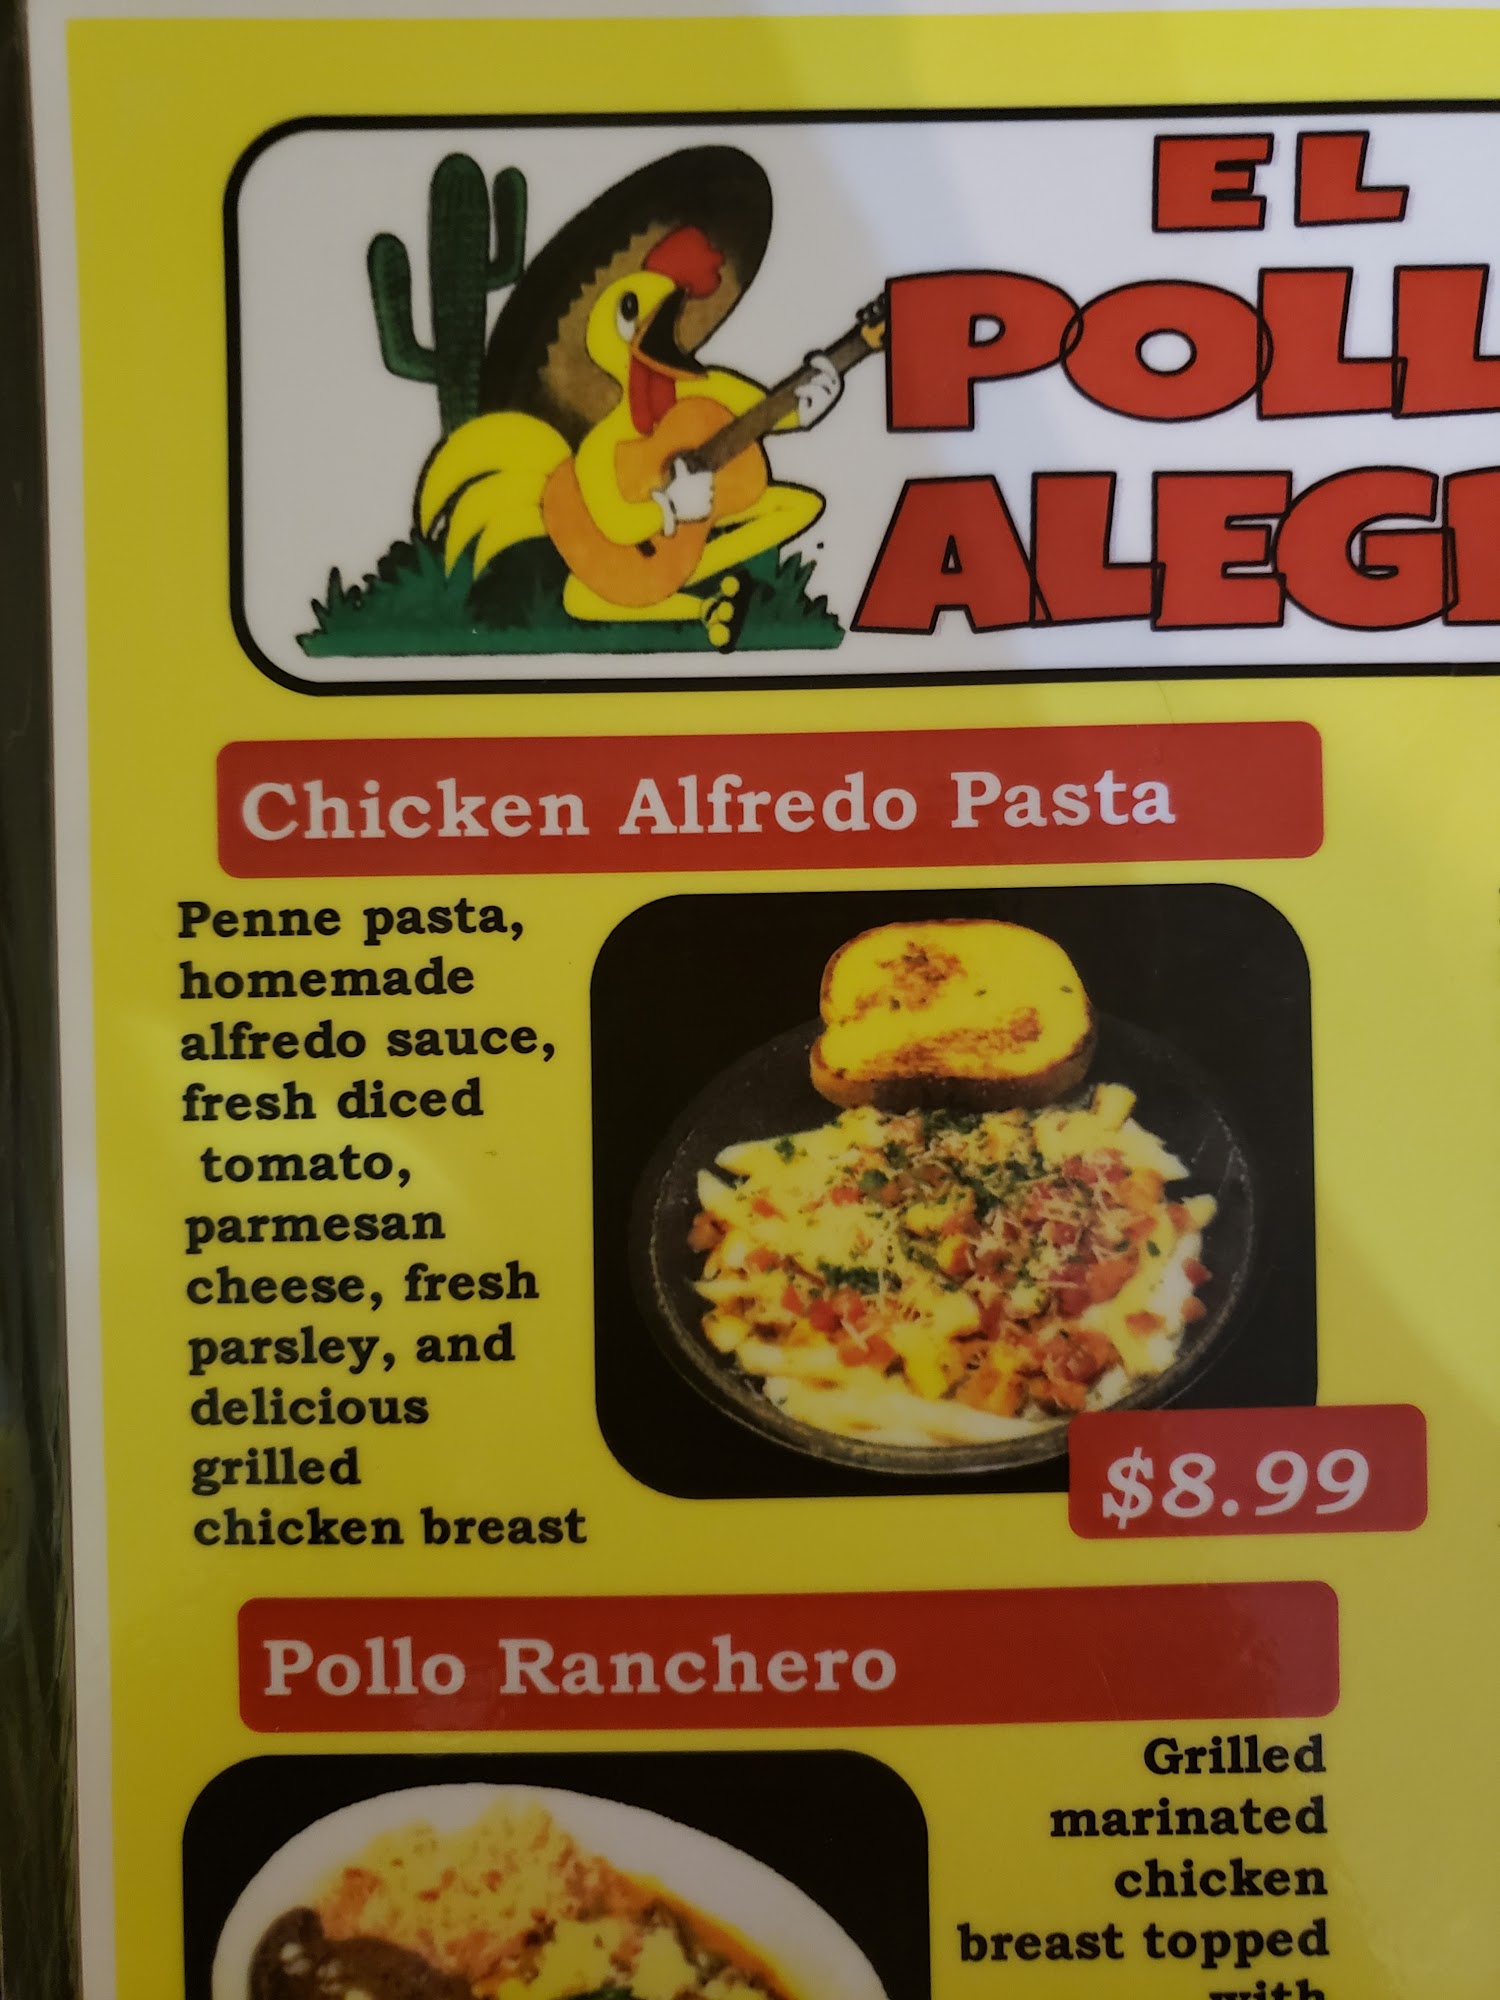 EL
POLL
ALEG
Chicken Alfredo Pasta
Penne pasta,
homemade
alfredo sauce,
fresh diced
tomato,
parmesan
cheese, fresh
parsley, and
delicious
grilled
chicken breast
$8.99
Pollo Ranchero
Grilled
marinated
chicken
breast topped
with